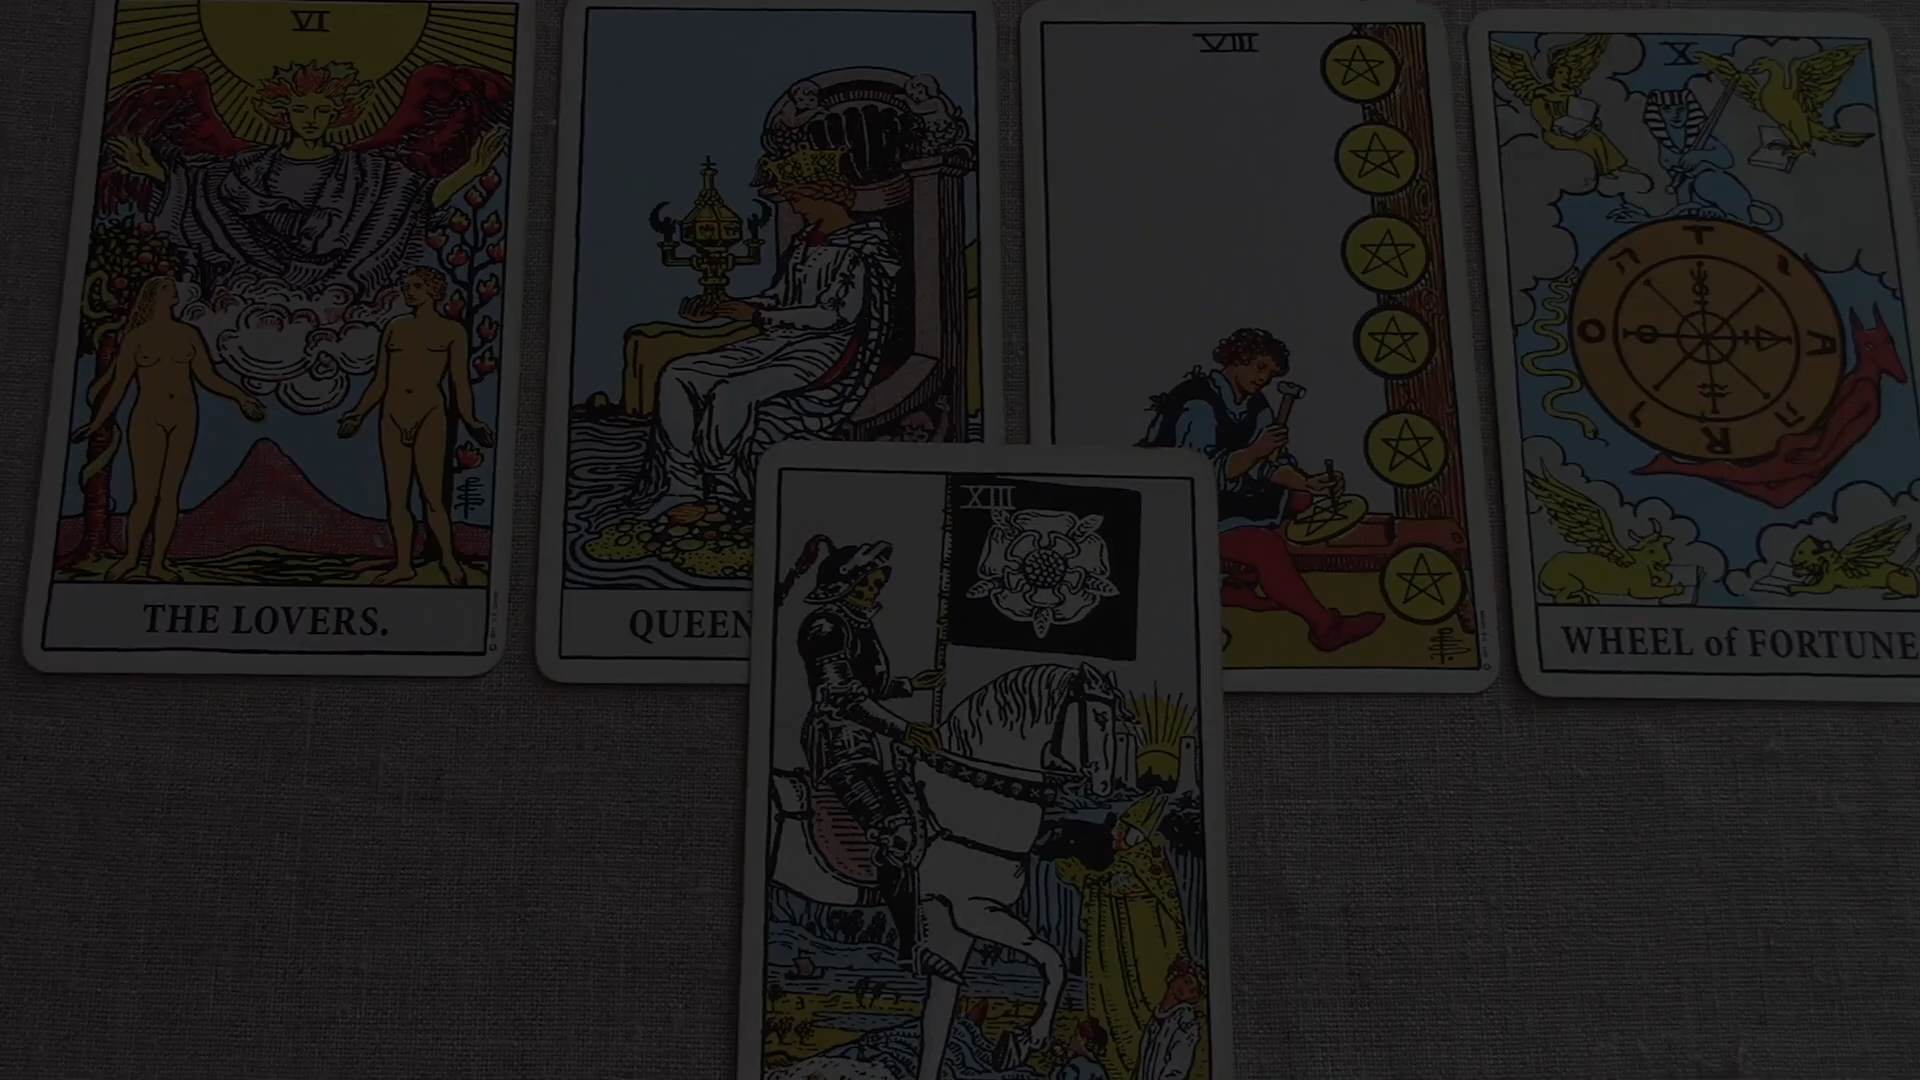 VI
THE LOVERS.
QUEEN
VIII
X
T
A
R
O
WHEEL of FORTUNE
XIII